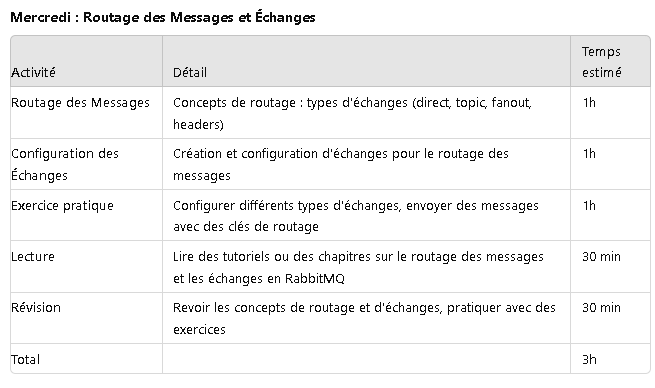 Mercredi : Routage des Messages et Échanges
Activité Détail Temps estimé
Routage des Messages Concepts de routage : types d'échanges (direct, topic, fanout,
headers) 1h
Configuration des
Échanges Création et configuration d'échanges pour le routage des
messages 1h
Exercice pratique Configurer différents types d'échanges, envoyer des messages
avec des clés de routage 1h
Lecture Lire des tutoriels ou des chapitres sur le routage des messages
et les échanges en RabbitMQ 30 min
Révision Revoir les concepts de routage et d'échanges, pratiquer avec des
exercices 30 min
Total 3h